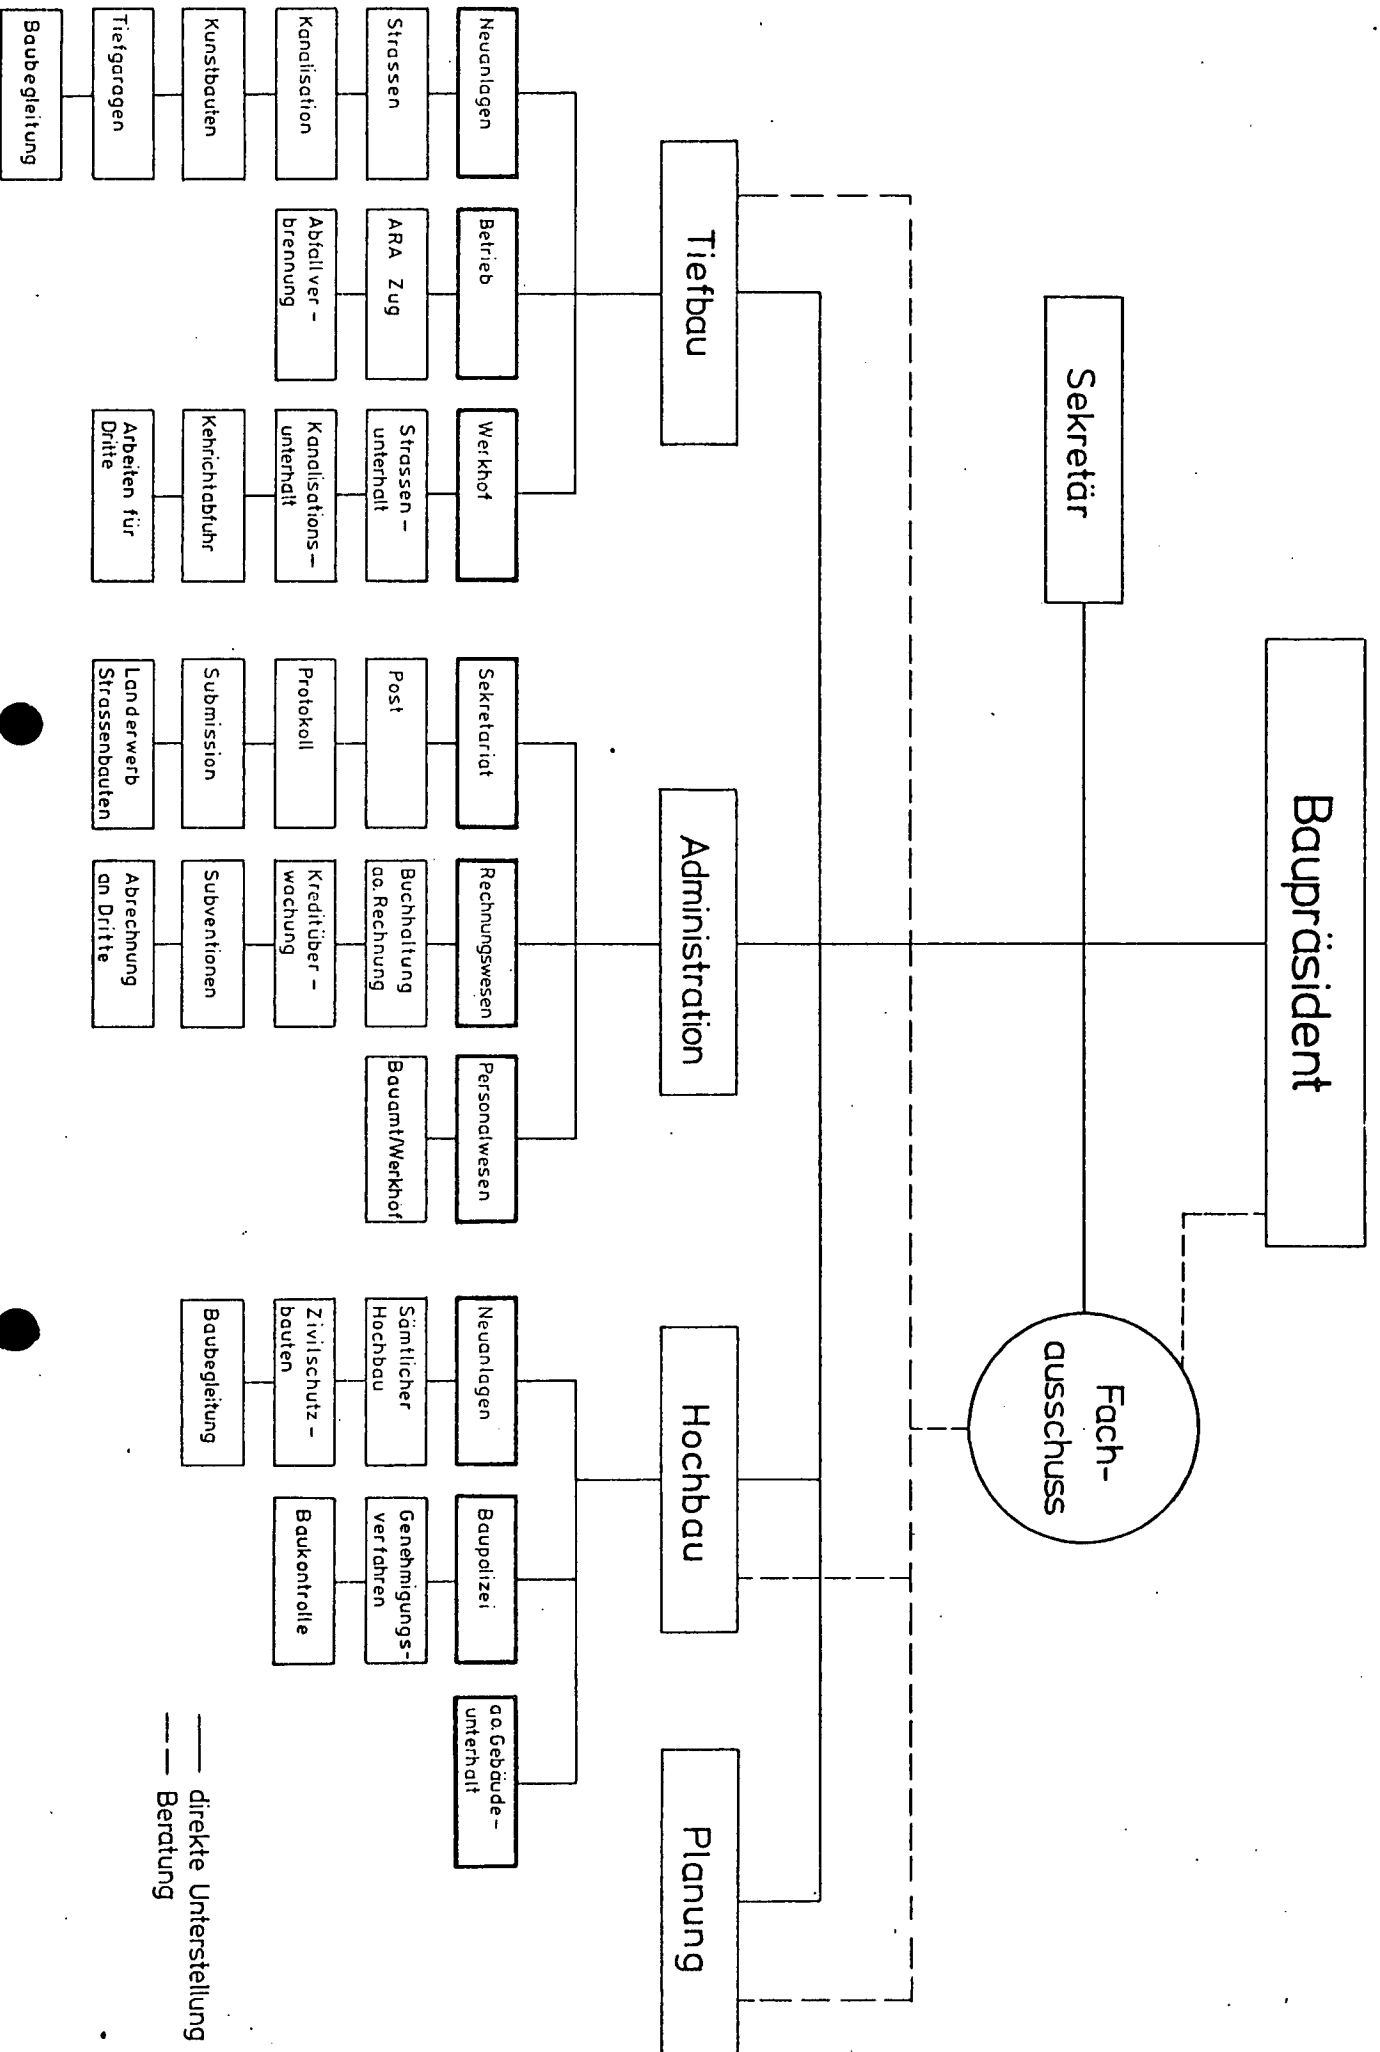 Baupräsident
Sekretär
Fach-
ausschuss
Tiefbau
Administration
Hochbau
Planung
Neuanlagen
Strassen
Kanalisation
Kunstbauten
Tiefgaragen
Baubegleitung
Betrieb
ARA Zug
Abfallver-
brennung
Werkhof
Strassen-
unterhalt
Kanalisations-
unterhalt
Kehrichtabfuhr
Arbeiten für
Dritte
Sekretariat
Post
Protokoll
Submission
Landerwerb
Strassenbauten
Rechnungswesen
Buchhaltung
ao. Rechnung
Kreditüber-
wachung
Subventionen
Abrechnung
an Dritte
Personalwesen
Bauamt/Werkhof
Neuanlagen
Sämtlicher
Hochbau
Zivilschutz-
bauten
Baubegleitung
Baupolizei
Genehmigungs-
verfahren
Baukontrolle
ao. Gebäude-
unterhalt
direkte Unterstellung
Beratung